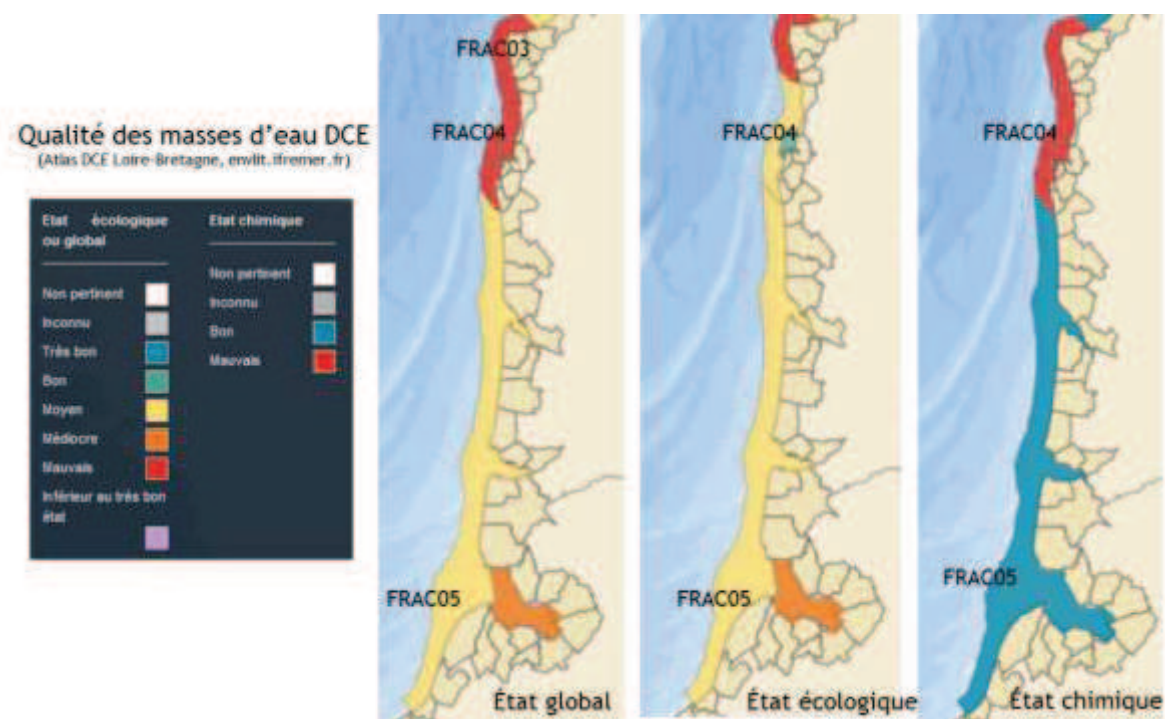 Qualité des masses d'eau DCE
(Atlas DCE Loire-Bretagne, envlit.ifremer.fr)
Etat écologique
ou global
Non pertinent
Inconnu
Très bon
Bon
Moyen
Médiocre
Mauvais
Inférieur au très bon
état
Etat chimique
Non pertinent
Inconnu
Bon
Mauvais
FRAC03
FRAC04
FRAC05
État global
FRAC04
FRAC05
État écologique
FRAC04
FRAC05
État chimique